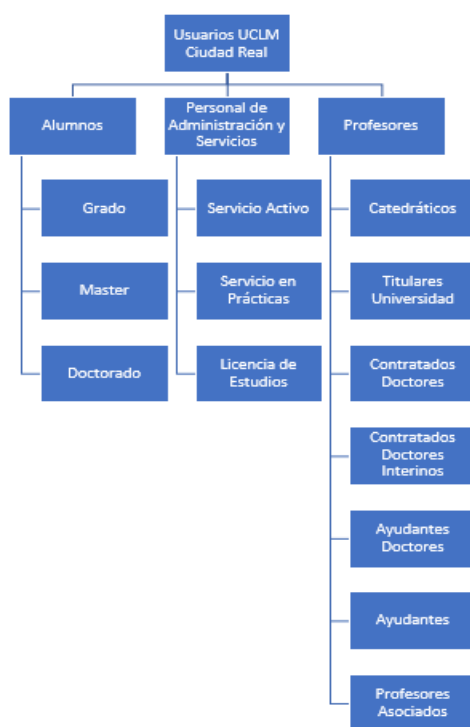 Usuarios UCLM
Ciudad Real
Alumnos
Personal de
Administración y
Servicios
Profesores
Grado
Master
Doctorado
Servicio Activo
Servicio en
Prácticas
Licencia de
Estudios
Catedráticos
Titulares
Universidad
Contratados
Doctores
Contratados
Doctores
Interinos
Ayudantes
Doctores
Ayudantes
Profesores
Asociados